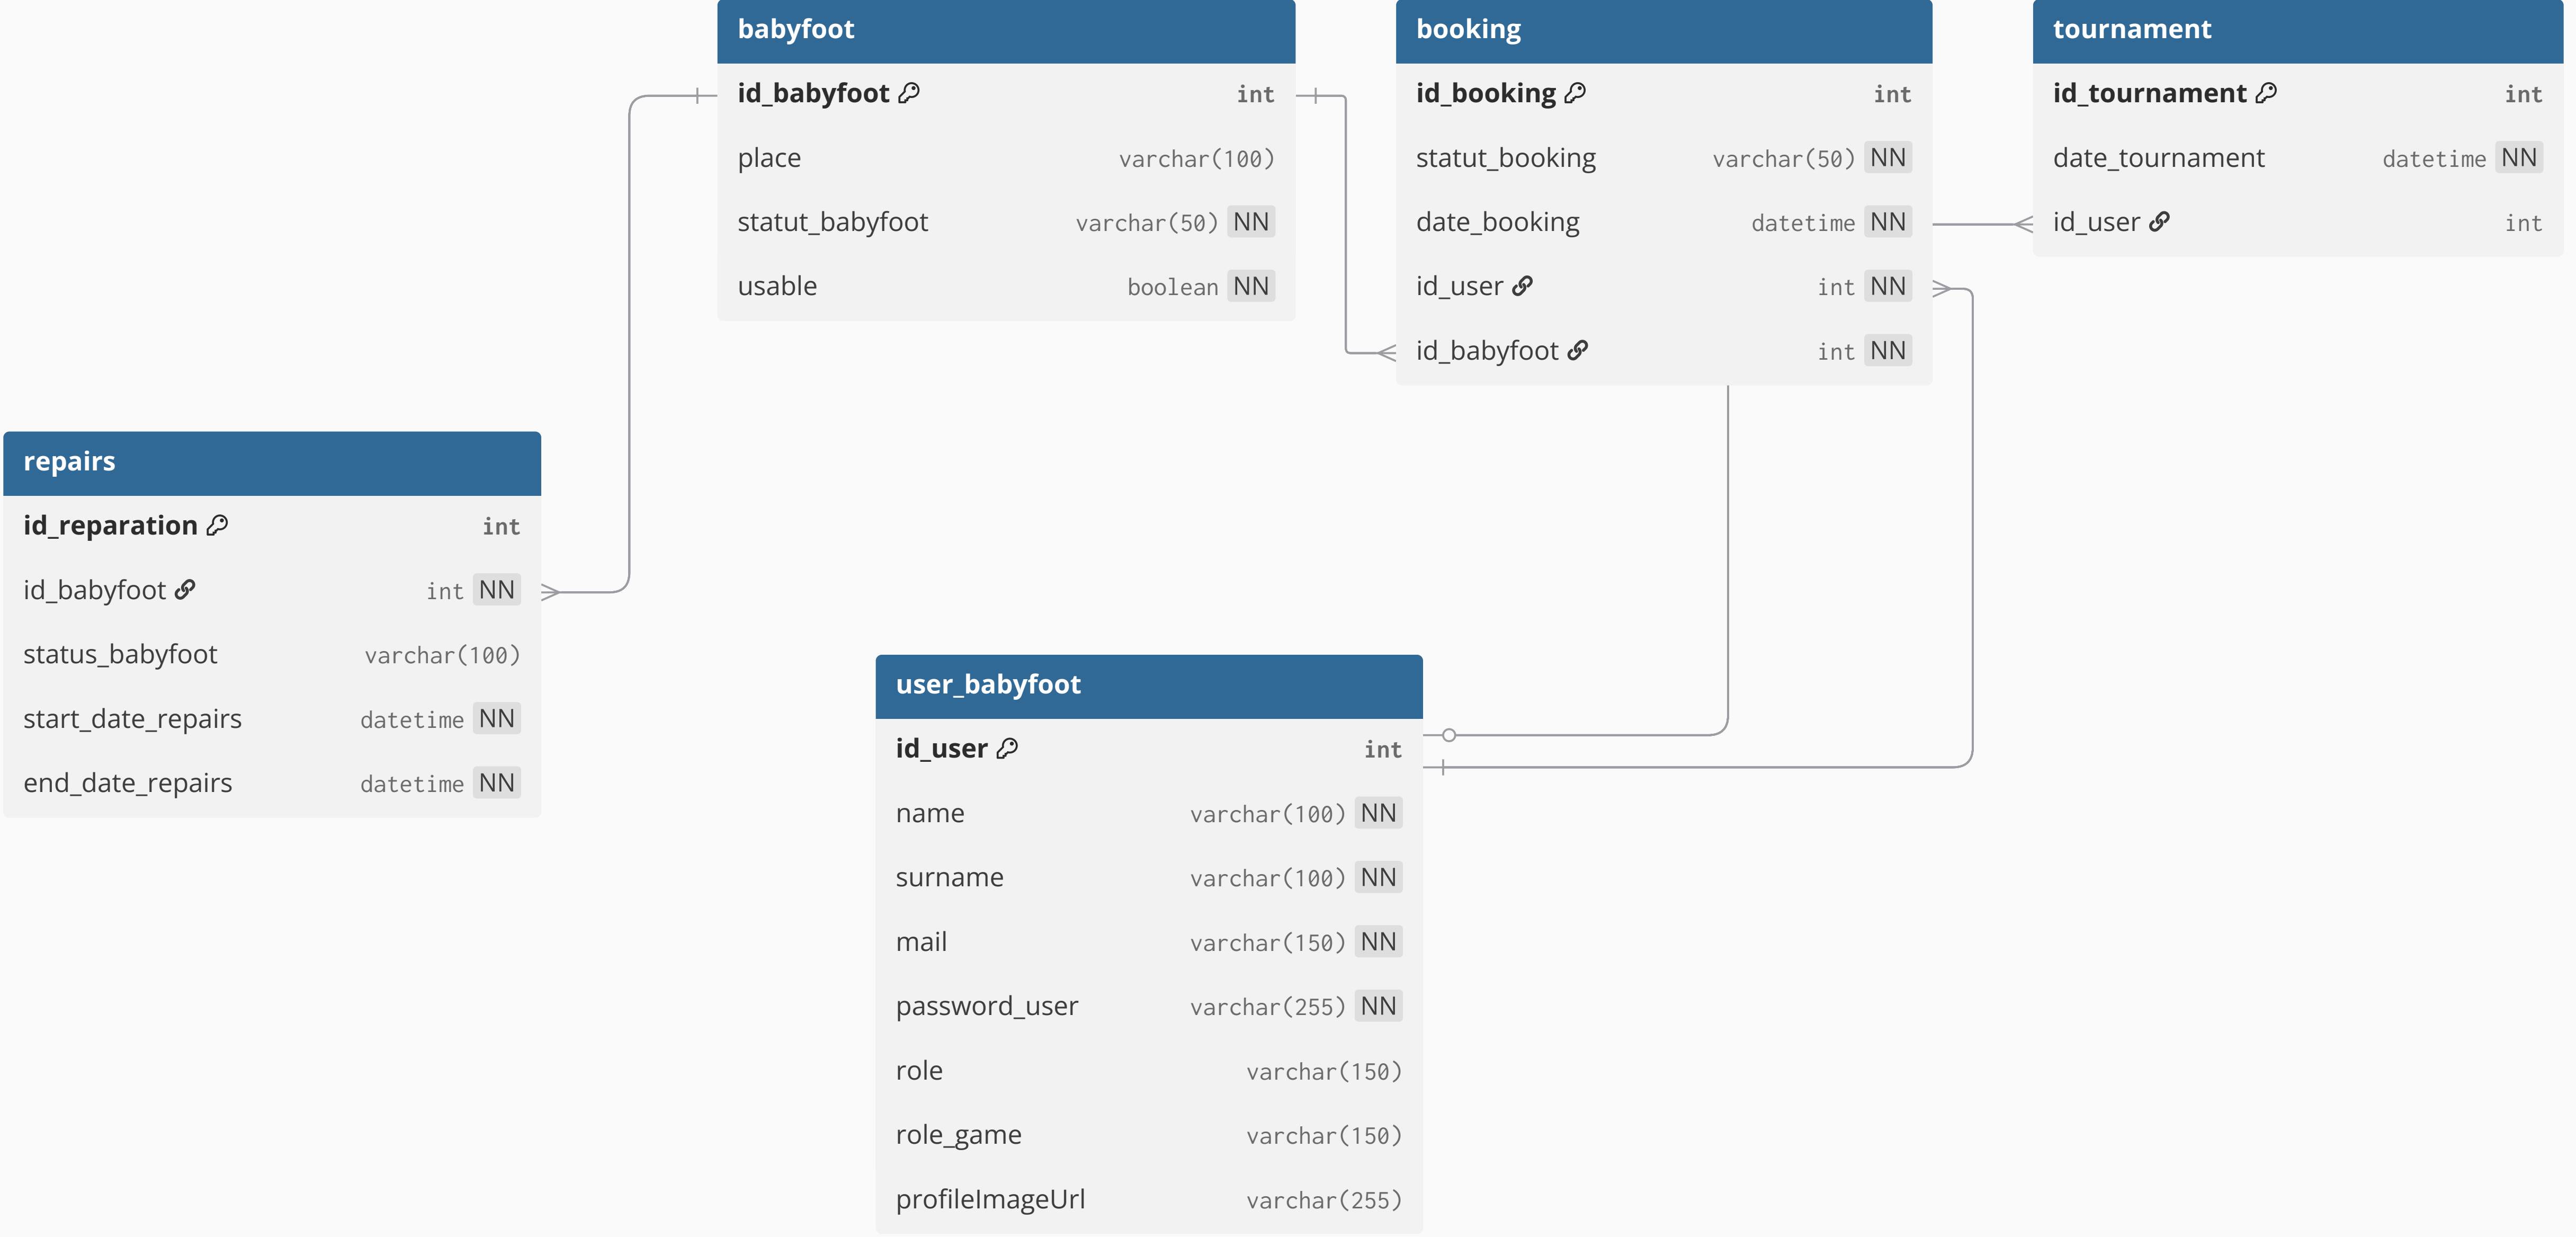 babyfoot
id_babyfoot int
place varchar(100)
statut_babyfoot varchar(50) NN
usable boolean NN
booking
id_booking int
statut_booking varchar(50) NN
date_booking datetime NN
id_user int NN
id_babyfoot int NN
tournament
id_tournament int
date_tournament datetime NN
id_user int
repairs
id_reparation int
id_babyfoot int NN
status_babyfoot varchar(100)
start_date_repairs datetime NN
end_date_repairs datetime NN
user_babyfoot
id_user int
name varchar(100) NN
surname varchar(100) NN
mail varchar(150) NN
password_user varchar(255) NN
role varchar(150)
role_game varchar(150)
profileImageUrl varchar(255)